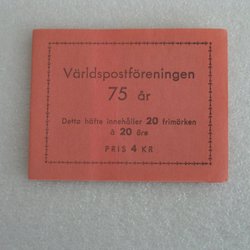 Världspostföreningen
75 år
Detta häfte innehåller 20 frimärken
à 20 öre
PRIS 4 KR